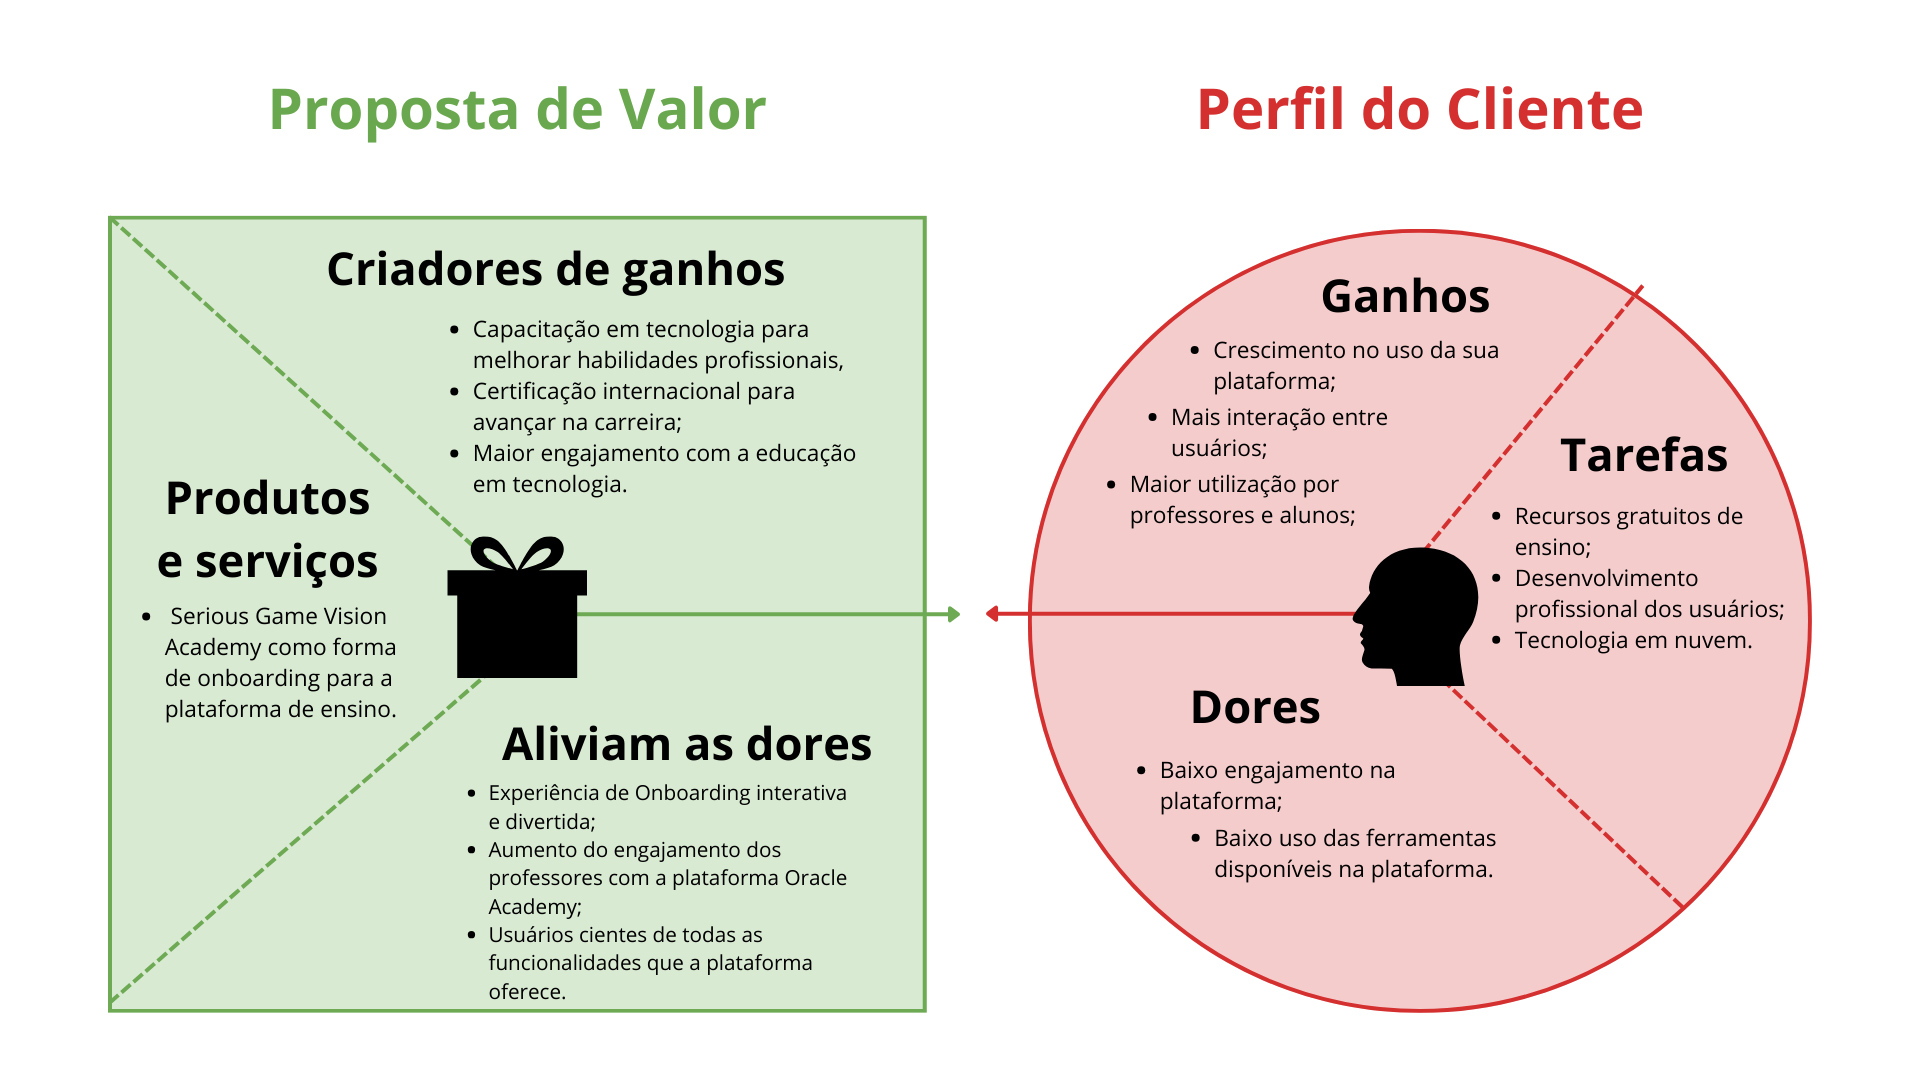 Proposta de Valor
Criadores de ganhos
• Capacitação em tecnologia para
melhorar habilidades profissionais,
• Certificação internacional para
avançar na carreira;
• Maior engajamento com a educação
em tecnologia.
Produtos
e serviços
• Serious Game Vision
Academy como forma
de onboarding para a
plataforma de ensino.
Aliviam as dores
• Experiência de Onboarding interativa
e divertida;
• Aumento do engajamento dos
professores com a plataforma Oracle
Academy;
• Usuários cientes de todas as
funcionalidades que a plataforma
oferece.
Perfil do Cliente
Ganhos
• Crescimento no uso da sua
plataforma;
• Mais interação entre
usuários;
• Maior utilização por
professores e alunos;
Tarefas
• Recursos gratuitos de
ensino;
• Desenvolvimento
profissional dos usuários;
• Tecnologia em nuvem.
Dores
• Baixo engajamento na
plataforma;
• Baixo uso das ferramentas
disponíveis na plataforma.